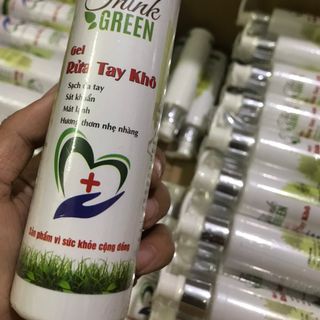 Think
GREEN
Gel
Rửa Tay Khô
Sạch da tay
Sát khuẩn
Mát lạnh
Hương thơm nhẹ nhàng
Sản phẩm vì sức khỏe cộng đồng